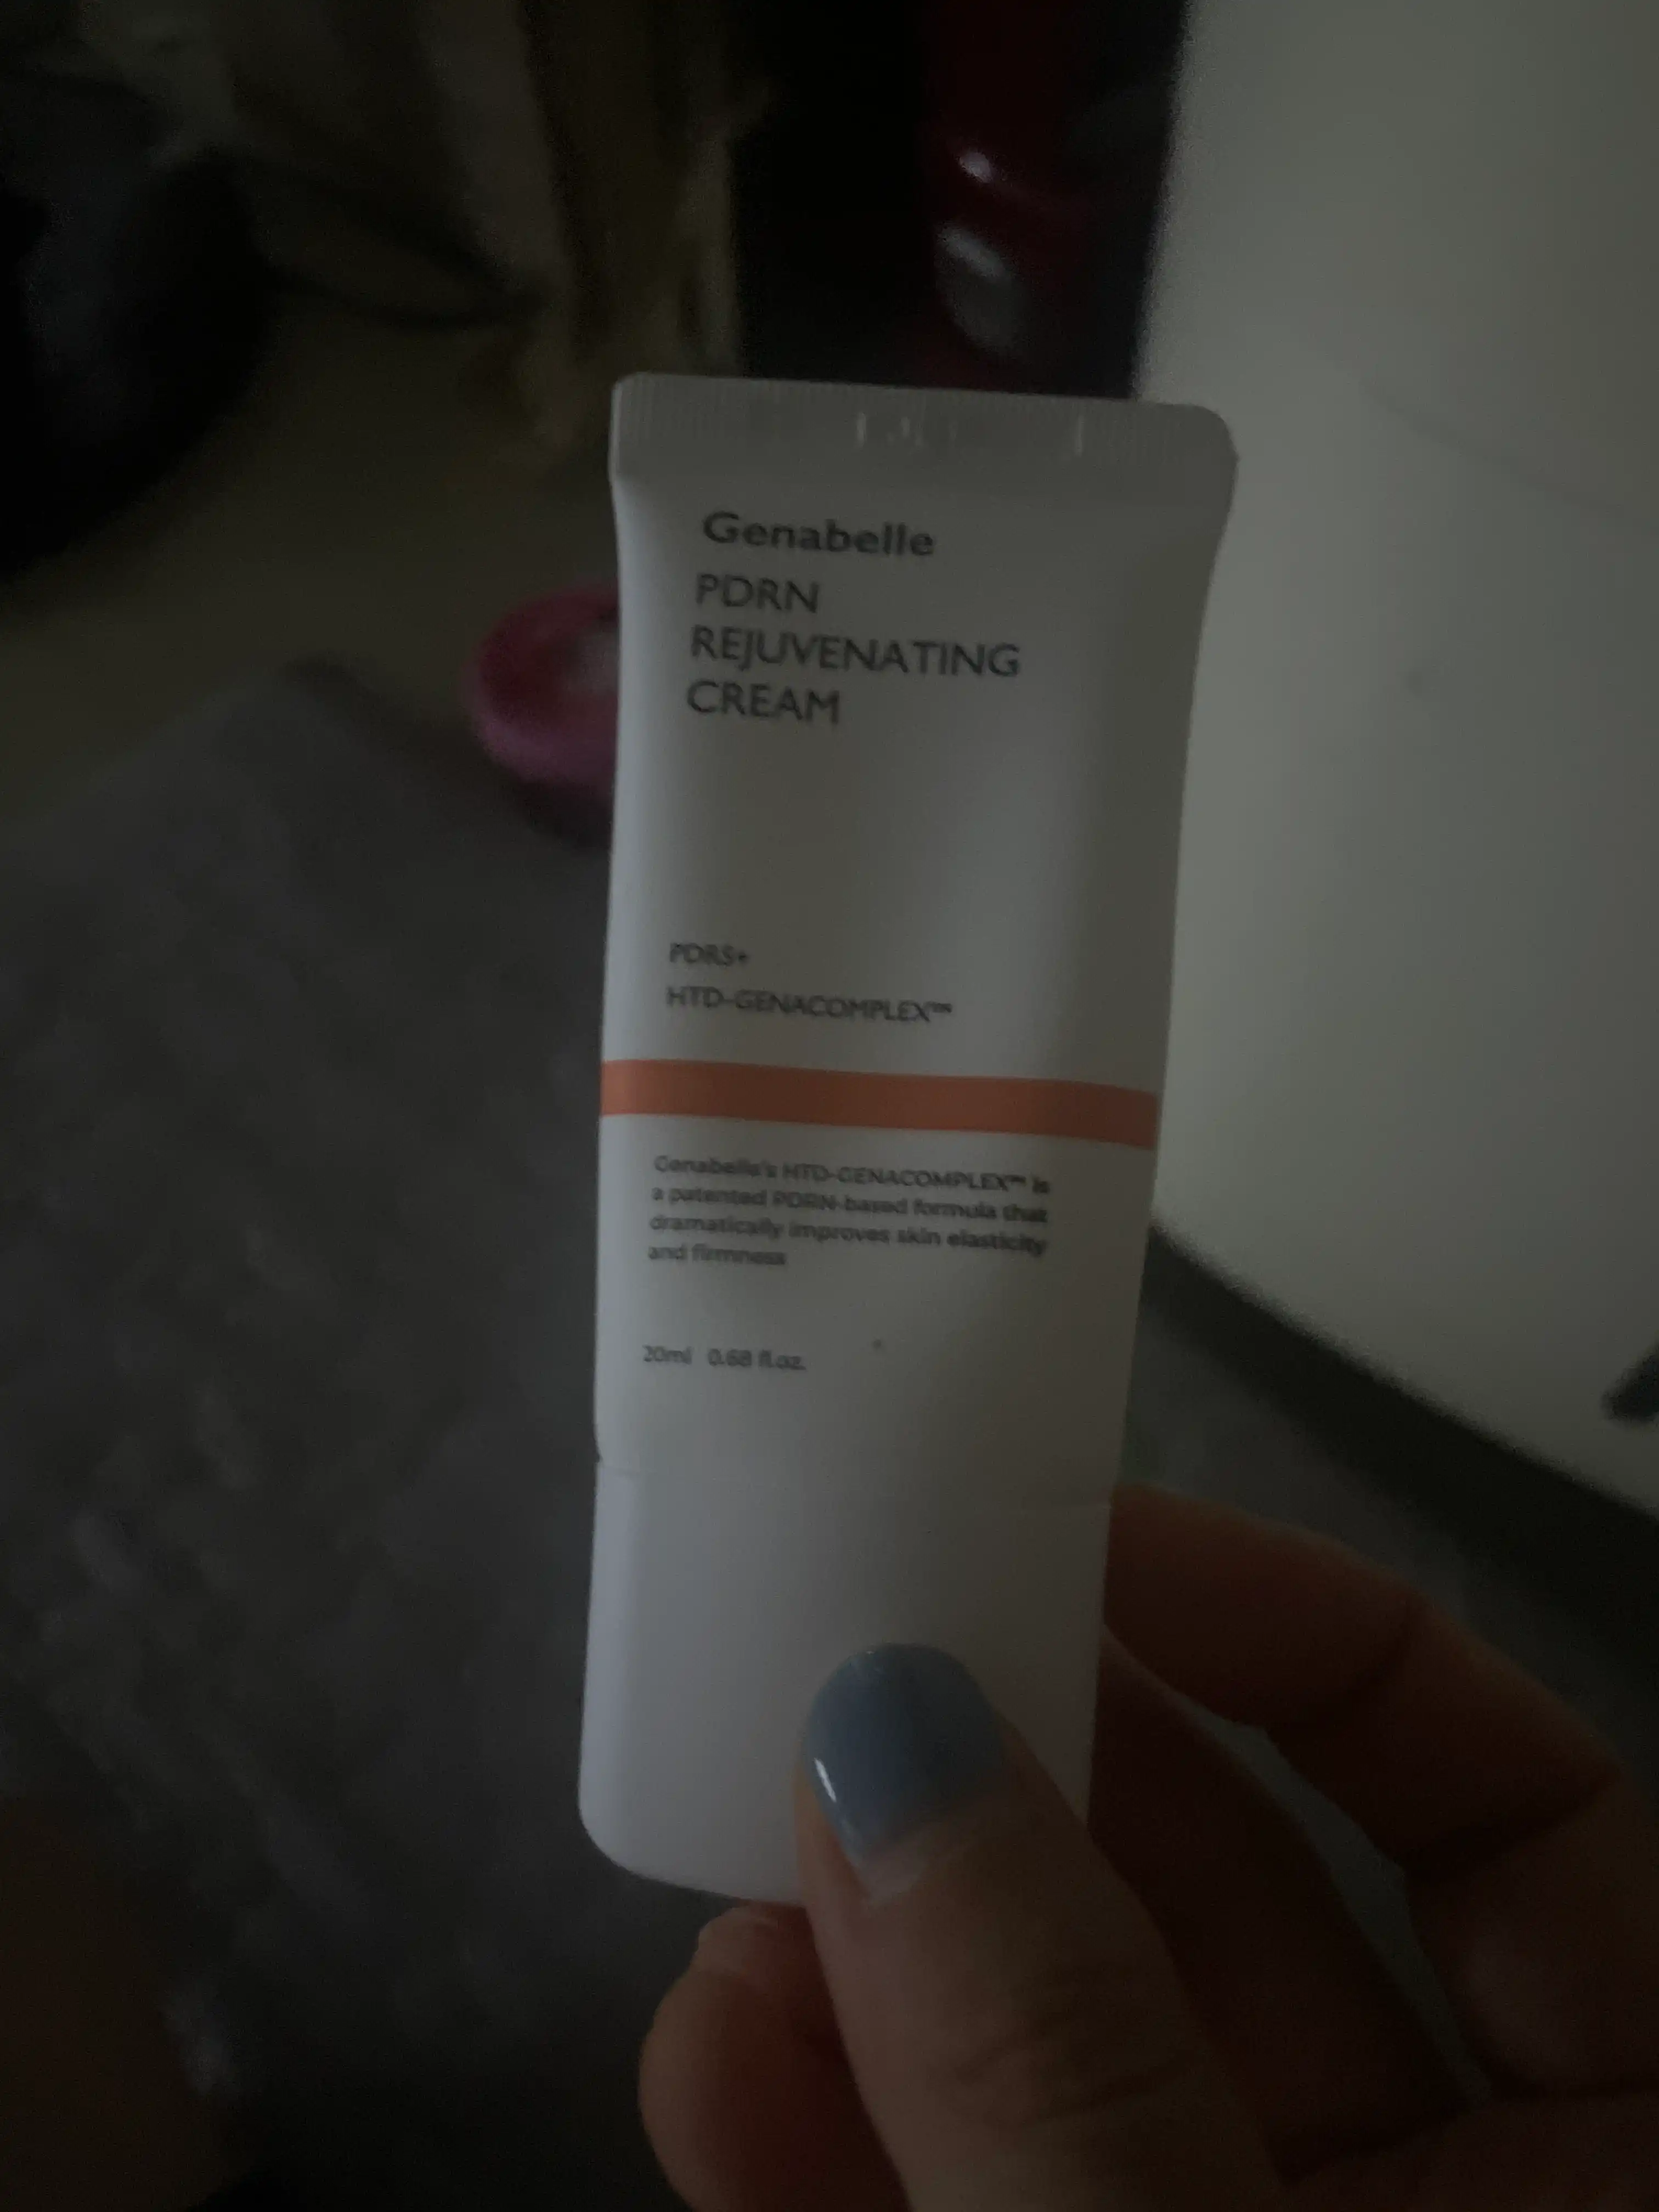 Genabelle
PDRN
REJUVENATING
CREAM
PDRS+
HTD-GENACOMPLEX™
Genabelle's HTD-GENACOMPLEX™ is
a patented PDRN-based formula that
dramatically improves skin elasticity
and firmness
20ml 0.68 fl.oz.